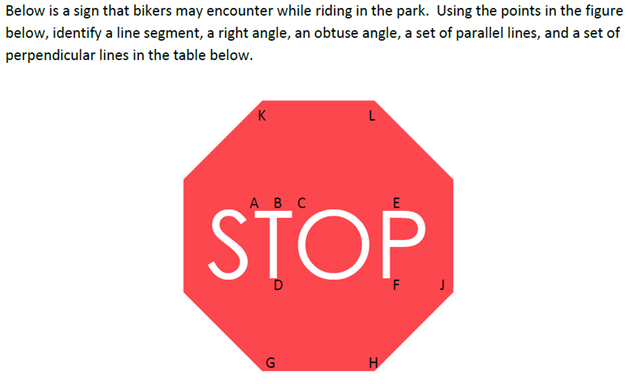 Below is a sign that bikers may encounter while riding in the park.  Using the points in the figure
below, identify a line segment, a right angle, an obtuse angle, a set of parallel lines, and a set of
perpendicular lines in the table below.
K L
A B C E
STOP
D F J
G H